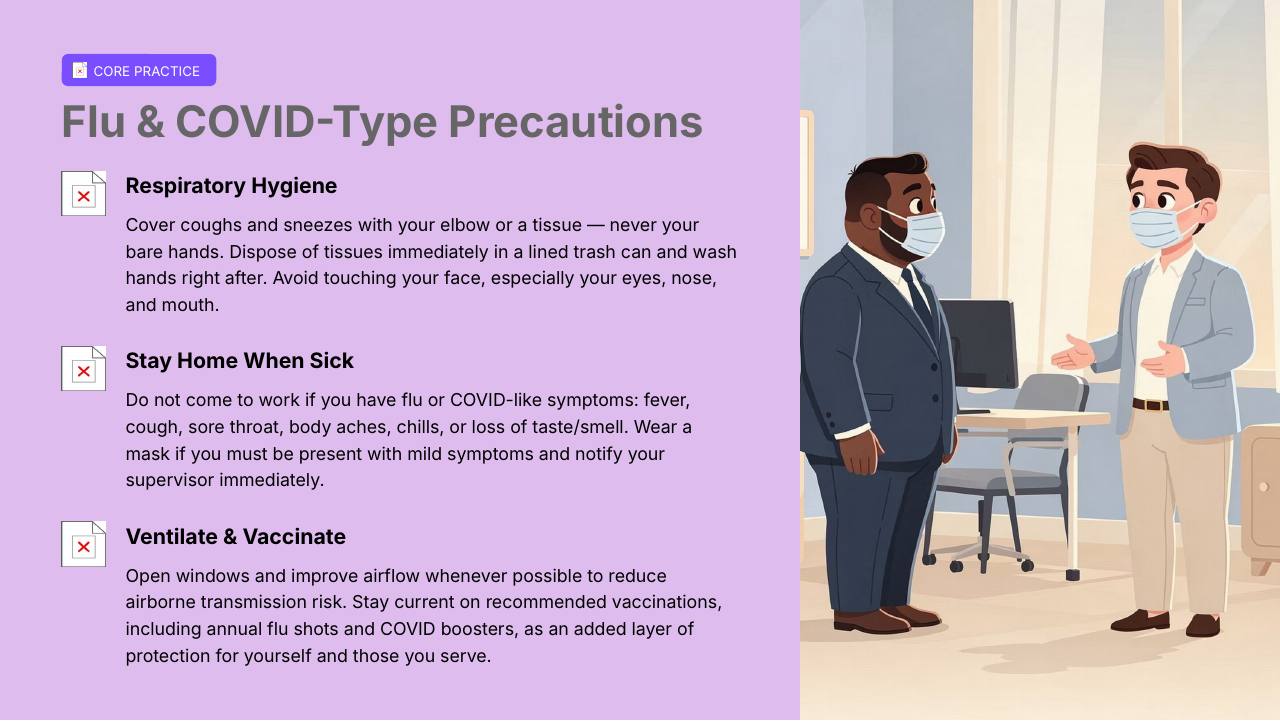 CORE PRACTICE
Flu & COVID-Type Precautions
Respiratory Hygiene
Cover coughs and sneezes with your elbow or a tissue — never your
bare hands. Dispose of tissues immediately in a lined trash can and wash
hands right after. Avoid touching your face, especially your eyes, nose,
and mouth.
Stay Home When Sick
Do not come to work if you have flu or COVID-like symptoms: fever,
cough, sore throat, body aches, chills, or loss of taste/smell. Wear a
mask if you must be present with mild symptoms and notify your
supervisor immediately.
Ventilate & Vaccinate
Open windows and improve airflow whenever possible to reduce
airborne transmission risk. Stay current on recommended vaccinations,
including annual flu shots and COVID boosters, as an added layer of
protection for yourself and those you serve.